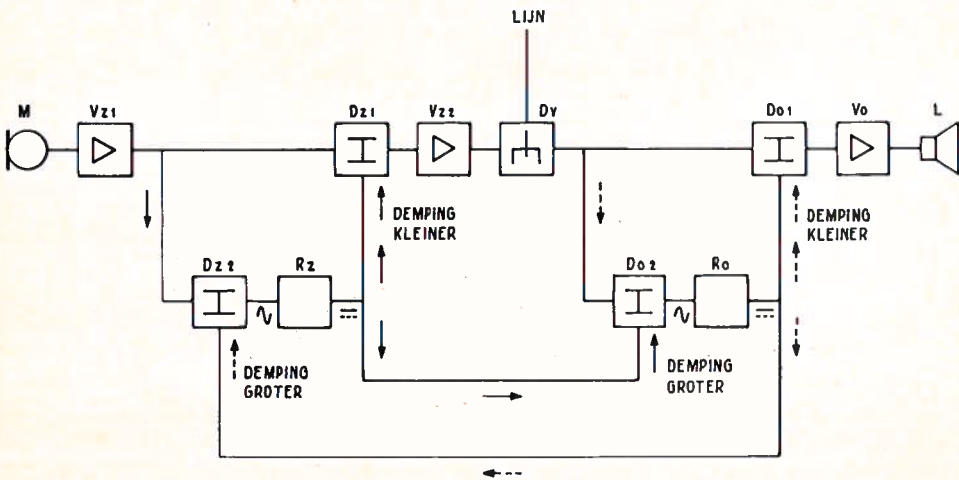 LIJN
M
Vz1
Dz1
Vz2
Dv
Do1
Vo
L
DEMPING
KLEINER
DEMPING
KLEINER
Dz2
Rz
Do2
Ro
DEMPING
GROTER
DEMPING
GROTER